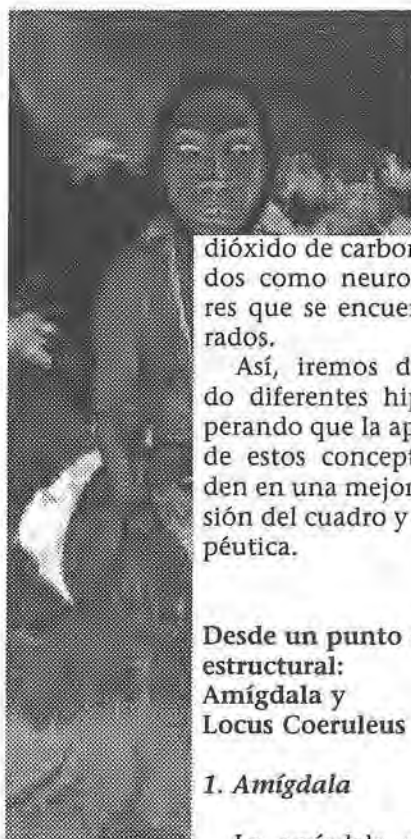 dióxido de carbon
dos como neuro
res que se encue
rados.
Así, iremos d
do diferentes hip
perando que la ap
de estos concept
den en una mejor
sión del cuadro y
péutica.
Desde un punto
estructural:
Amígdala y
Locus Coeruleus
1. Amígdala